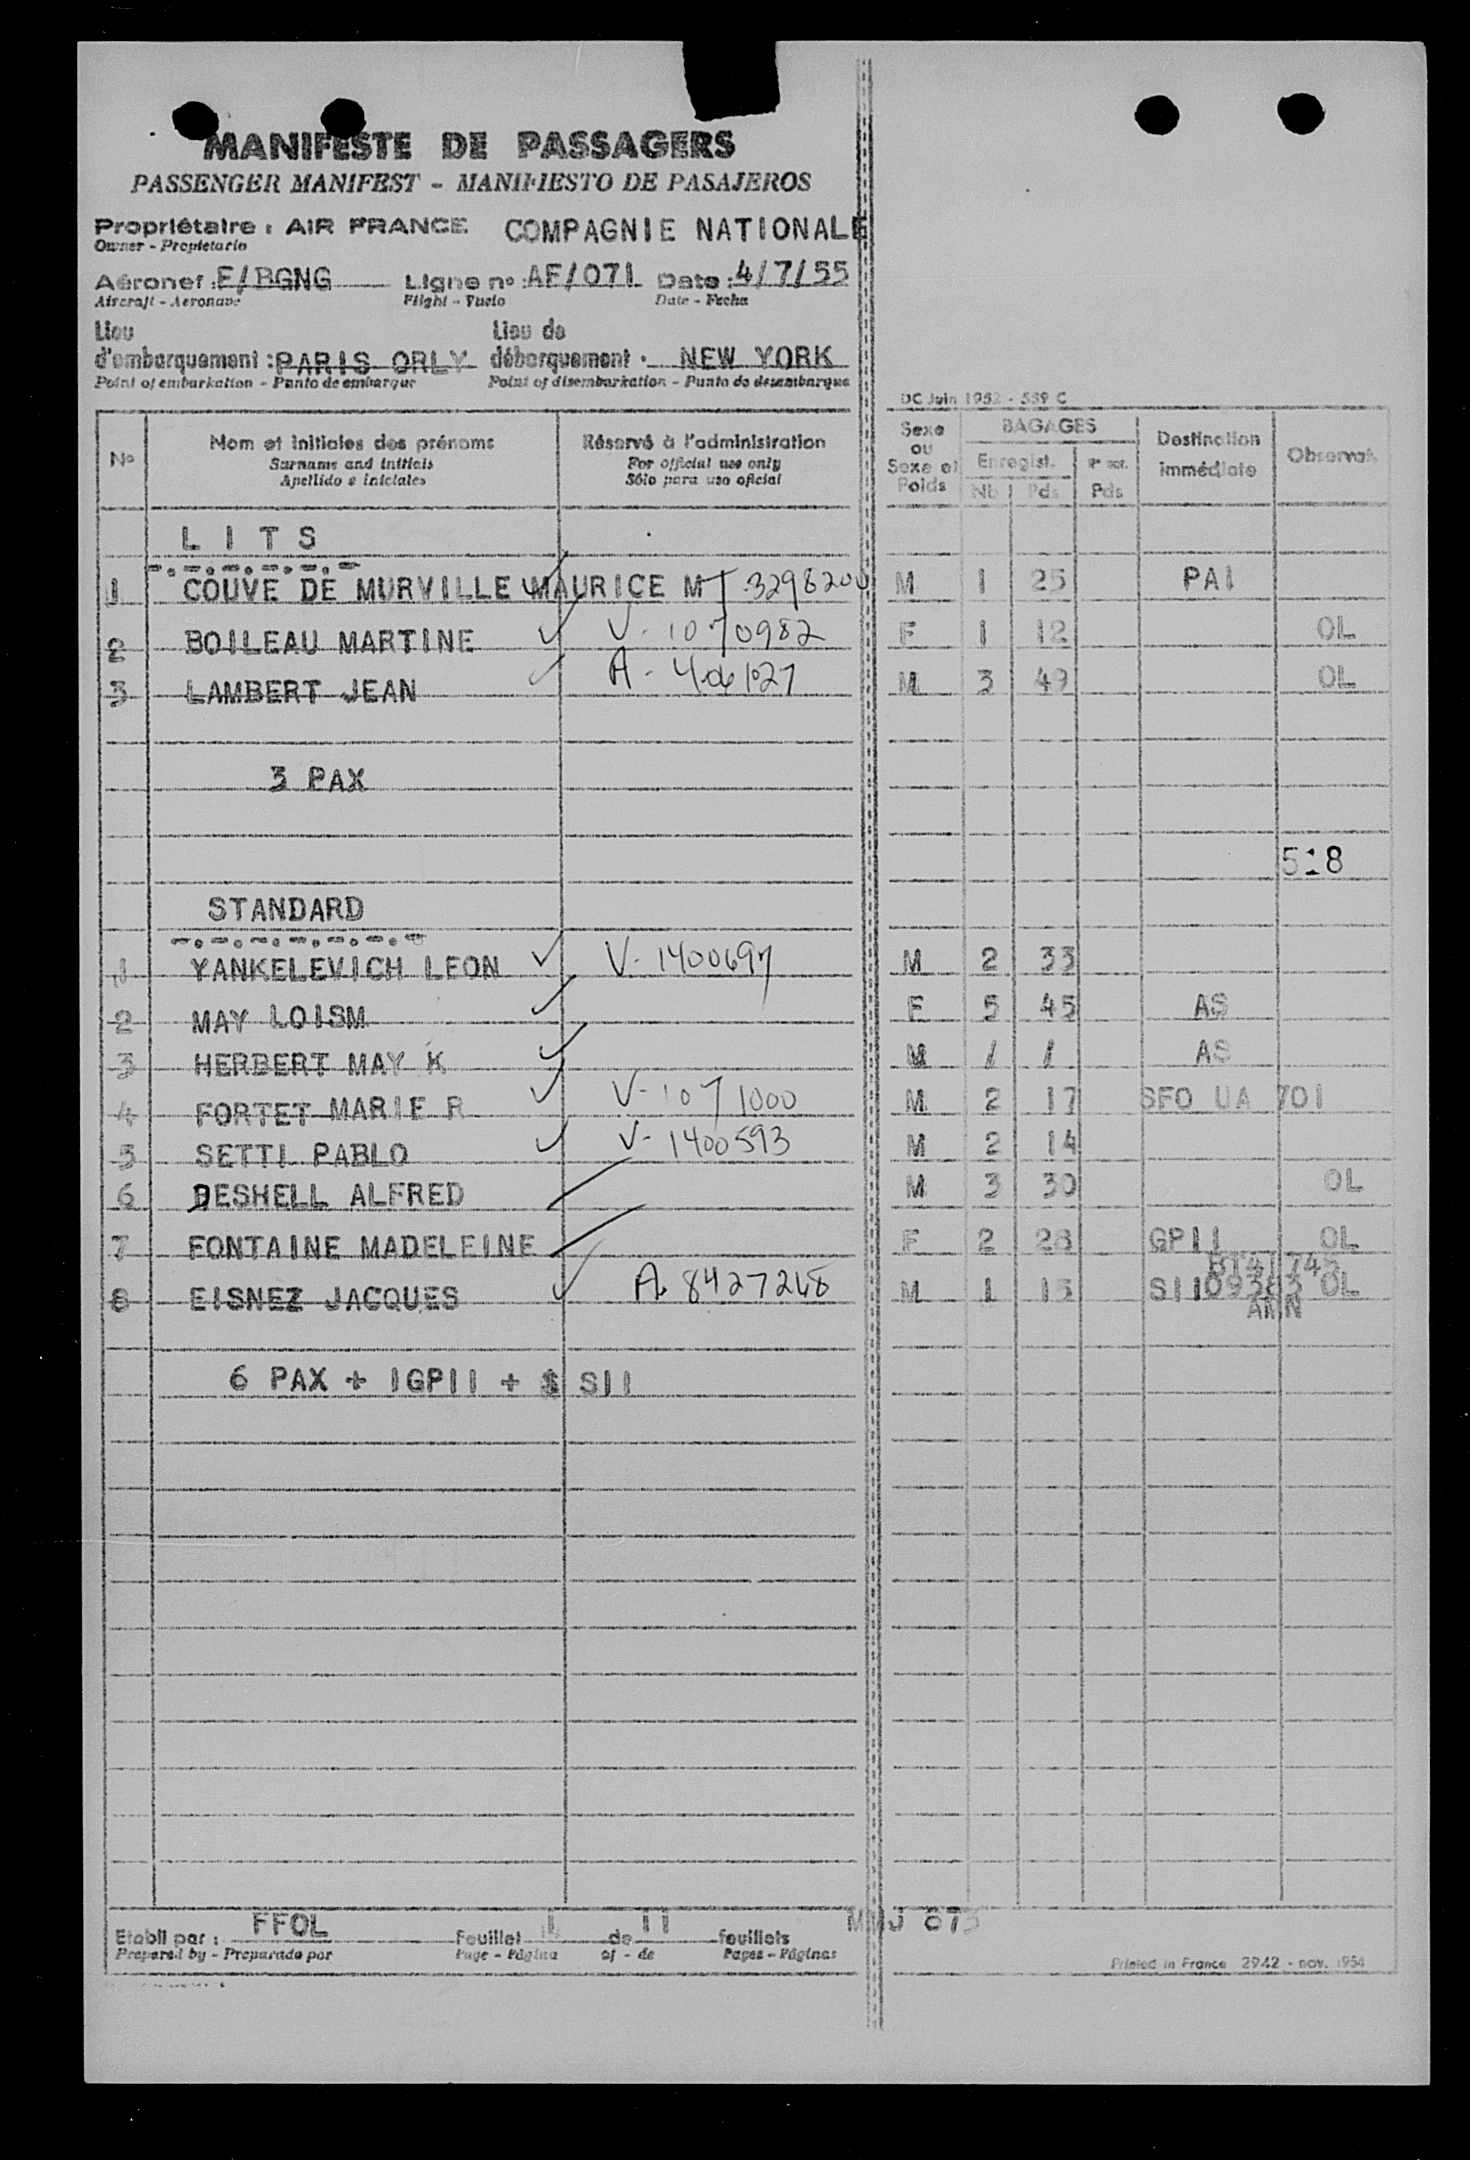 MANIFESTE DE PASSAGERS
PASSENGER MANIFEST - MANIFIESTO DE PASAJEROS
Propriétaire : AIR FRANCE COMPAGNIE NATIONALE
Owner - Propietario
Aéronef : F/BGNG Ligne n° : AF/071 Date : 4/7/55
Aircraft - Aeronave Flight - Vuelo Date - Fecha
Lieu Lieu de
d'embarquement : PARIS ORLY débarquement : NEW YORK
Point of embarkation - Punto de embarque Point of disembarkation - Punto de desembarque
DC Juin 1952 - 559 C
N° Nom et initiales des prénoms Réservé à l'administration Sexe ou Sexe et Poids BAGAGES Destination immédiate Observat.
Surname and initials For official use only Enregist.
Apellido e iniciales Sólo para uso oficial Nb Pds Pds
LITS
1 COUVE DE MURVILLE MAURICE M M 1 25 PAI
2 BOILEAU MARTINE V- 1070982 F 1 12 OL
3 LAMBERT JEAN A- M 3 49 OL
3 PAX
518
STANDARD
1 YANKELEVICH LEON V- 1400697 M 2 33
2 MAY LOISM F 5 45 AS
3 HERBERT MAY K M / / AS
4 FORTET MARIE R V- 1071000 M 2 17 SFO UA 701
5 SETTI PABLO V- 1400593 M 2 14
6 DESHELL ALFRED M 3 30 OL
7 FONTAINE MADELEINE F 2 28 GP11 OL
8 EISNEZ JACQUES A. M 1 15 OL
AMN
6 PAX + 1GP11 + 1 S11
Etabli par : FFOL Feuillet 1 de 11 feuillets
Prepared by - Preparado por Page - Página of - de Pages - Páginas
Printed in France 2942 - nov. 1954